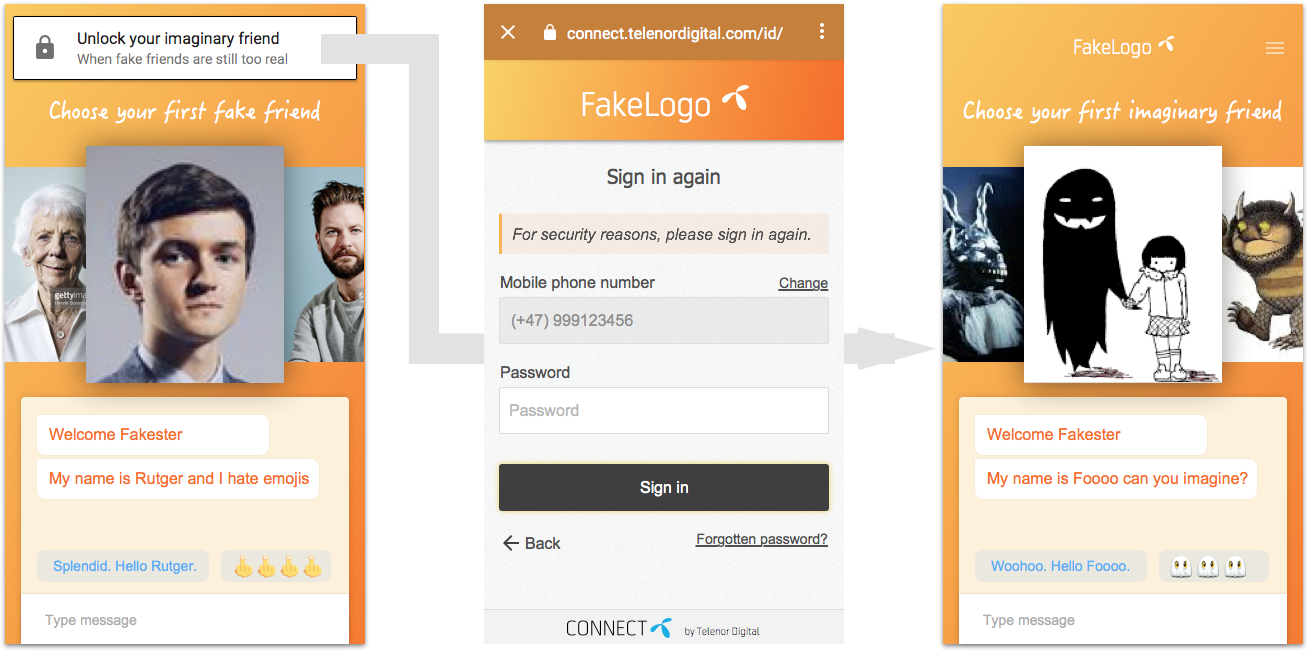 Unlock your imaginary friend
When fake friends are still too real
Choose your first fake friend
gettyima
Welcome Fakester
My name is Rutger and I hate emojis
Splendid. Hello Rutger.
Type message
connect.telenordigital.com/id/
FakeLogo
Sign in again
For security reasons, please sign in again.
Mobile phone number
Change
(+47) 999123456
Password
Password
Sign in
Back
Forgotten password?
CONNECT by Telenor Digital
FakeLogo
Choose your first imaginary friend
Welcome Fakester
My name is Foooo can you imagine?
Woohoo. Hello Foooo.
Type message